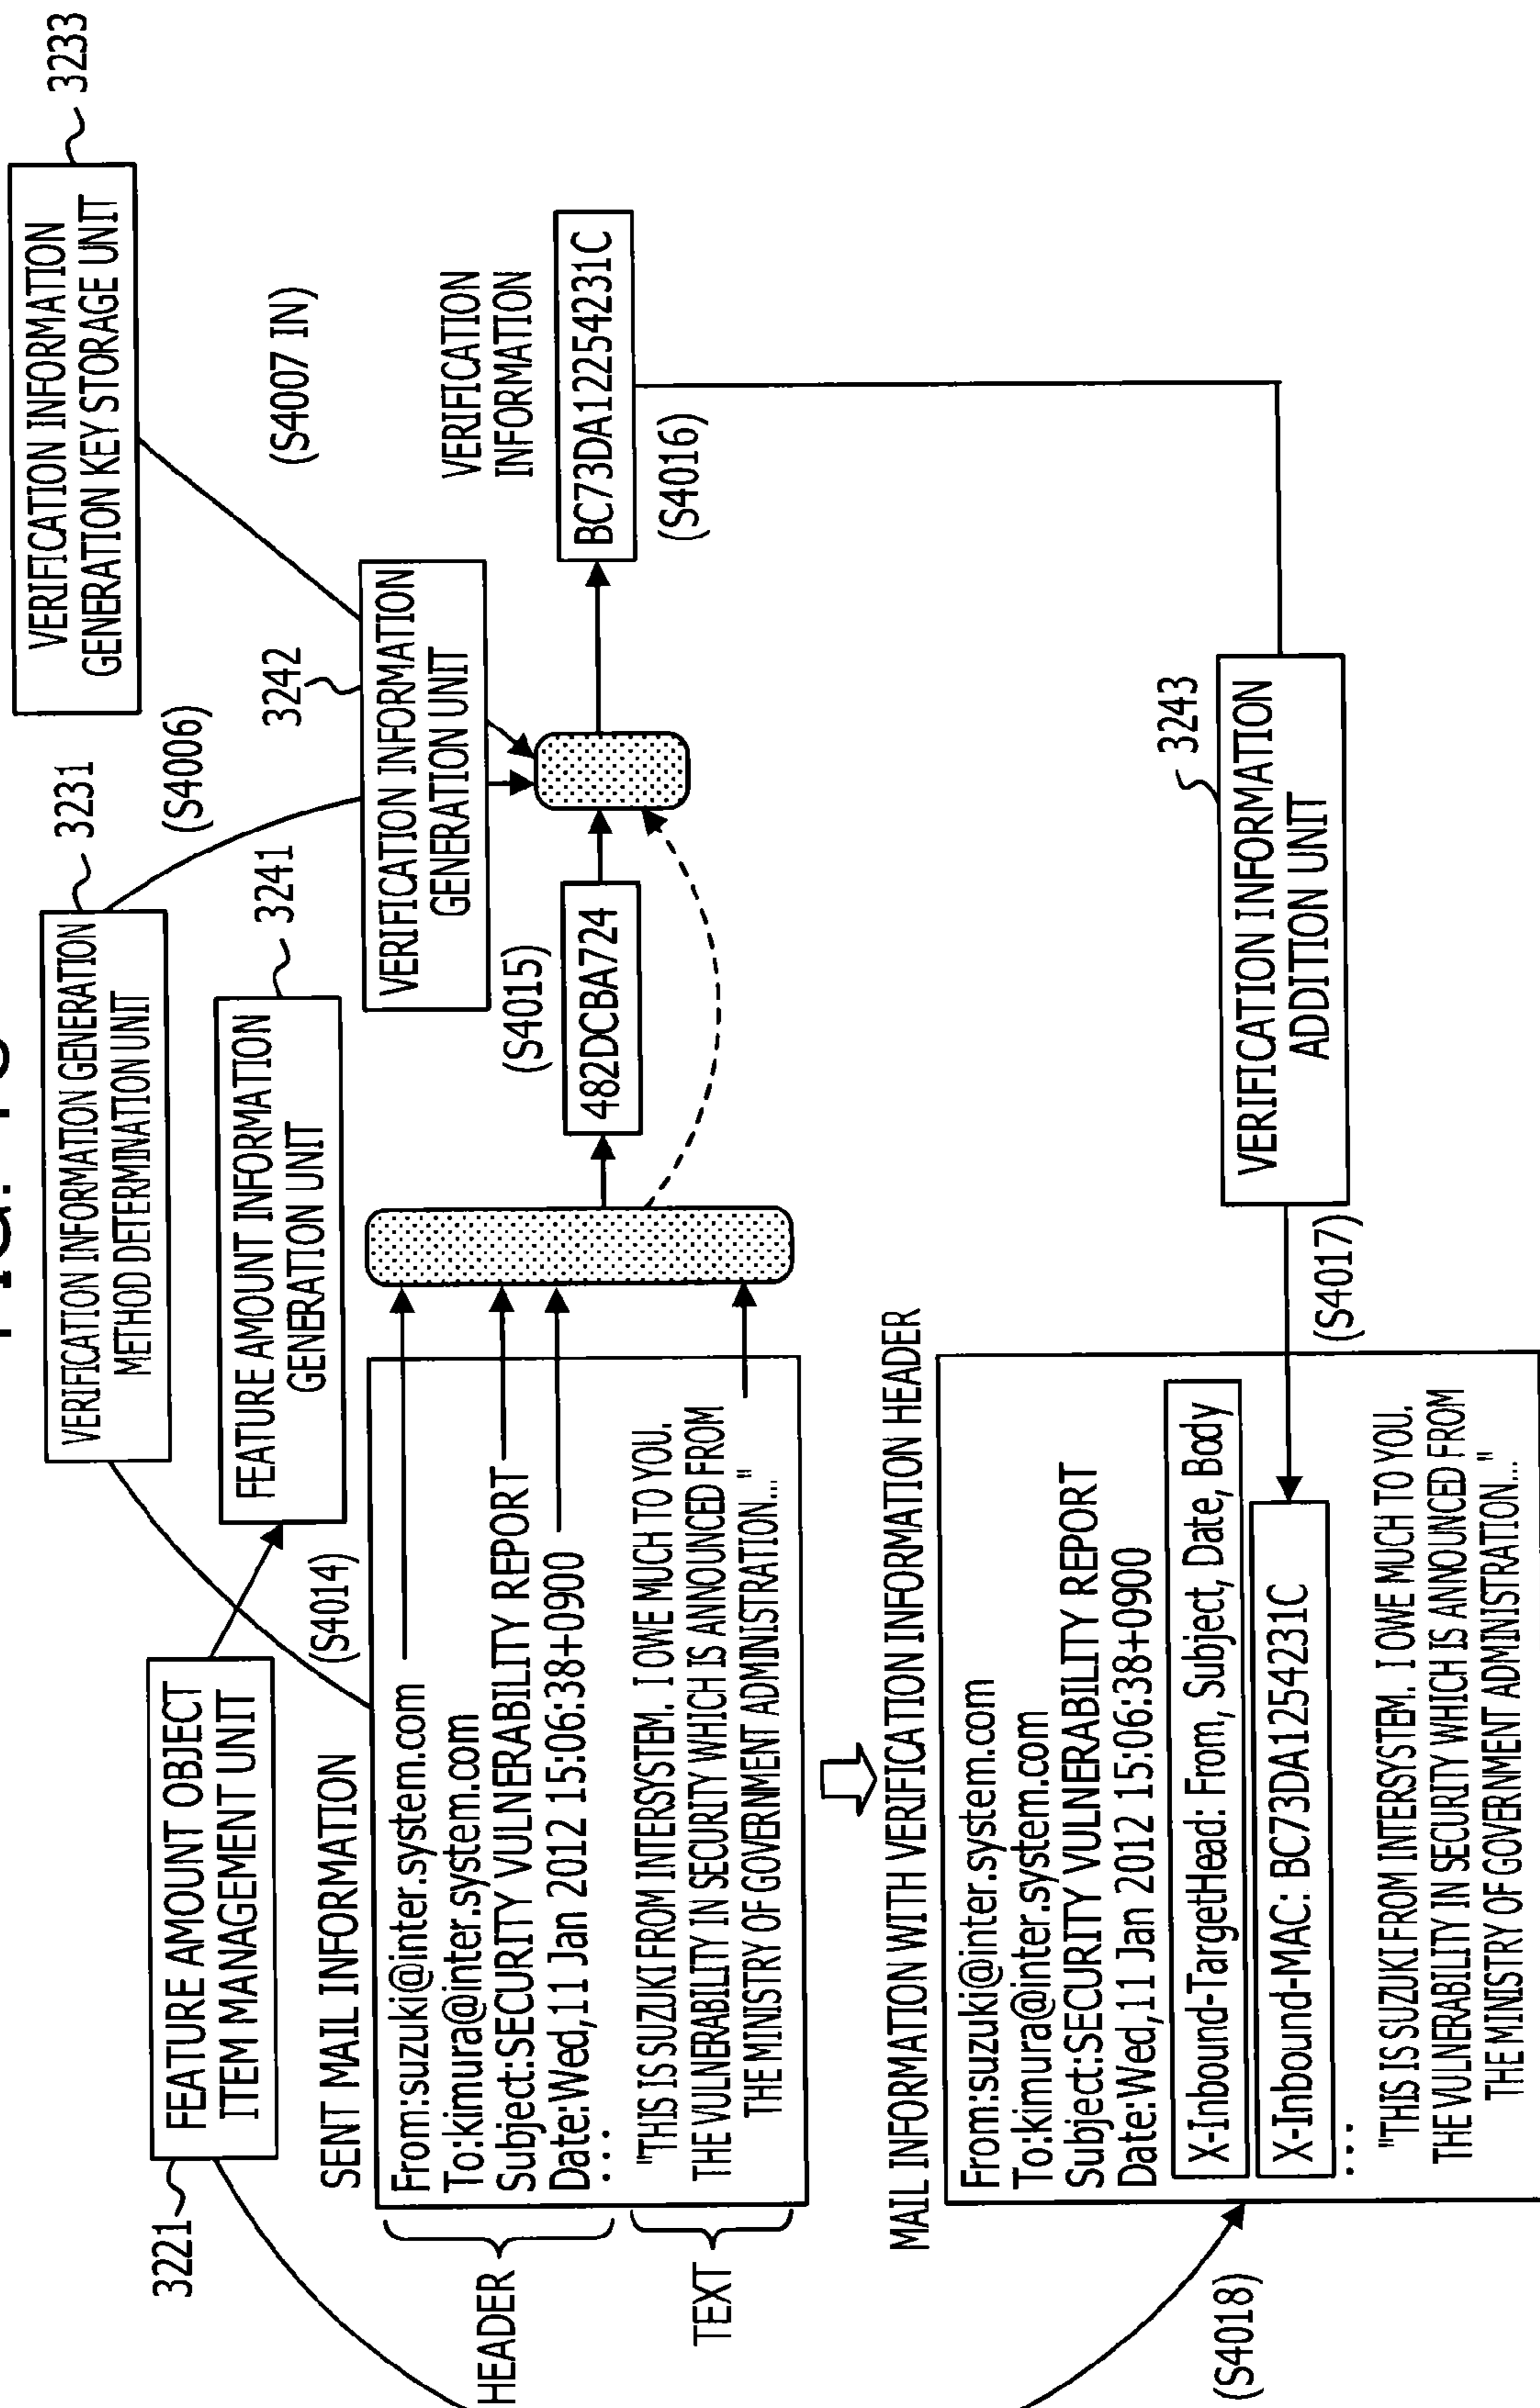 VERIFICATION INFORMATION
GENERATION KEY STORAGE UNIT
3233
VERIFICATION INFORMATION GENERATION
METHOD DETERMINATION UNIT
3231
(S4006)
(S4007 IN)
FEATURE AMOUNT OBJECT
ITEM MANAGEMENT UNIT
3221
(S4014)
FEATURE AMOUNT INFORMATION
GENERATION UNIT
3241
3242
VERIFICATION INFORMATION
GENERATION UNIT
SENT MAIL INFORMATION
HEADER
From:suzuki@inter.system.com
To:kimura@inter.system.com
Subject:SECURITY VULNERABILITY REPORT
Date:Wed,11 Jan 2012 15:06:38+0900
...
TEXT
"THIS IS SUZUKI FROM INTERSYSTEM. I OWE MUCH TO YOU.
THE VULNERABILITY IN SECURITY WHICH IS ANNOUNCED FROM
THE MINISTRY OF GOVERNMENT ADMINISTRATION... "
(S4015)
482DCBA724
VERIFICATION
INFORMATION
BC73DA12254231C
(S4016)
MAIL INFORMATION WITH VERIFICATION INFORMATION HEADER
From:suzuki@inter.system.com
To:kimura@inter.system.com
Subject:SECURITY VULNERABILITY REPORT
Date:Wed,11 Jan 2012 15:06:38+0900
X-Inbound-TargetHead: From, Subject, Date, Body
X-Inbound-MAC: BC73DA1254231C
...
"THIS IS SUZUKI FROM INTERSYSTEM. I OWE MUCH TO YOU.
THE VULNERABILITY IN SECURITY WHICH IS ANNOUNCED FROM
THE MINISTRY OF GOVERNMENT ADMINISTRATION... "
(S4017)
3243
VERIFICATION INFORMATION
ADDITION UNIT
(S4018)